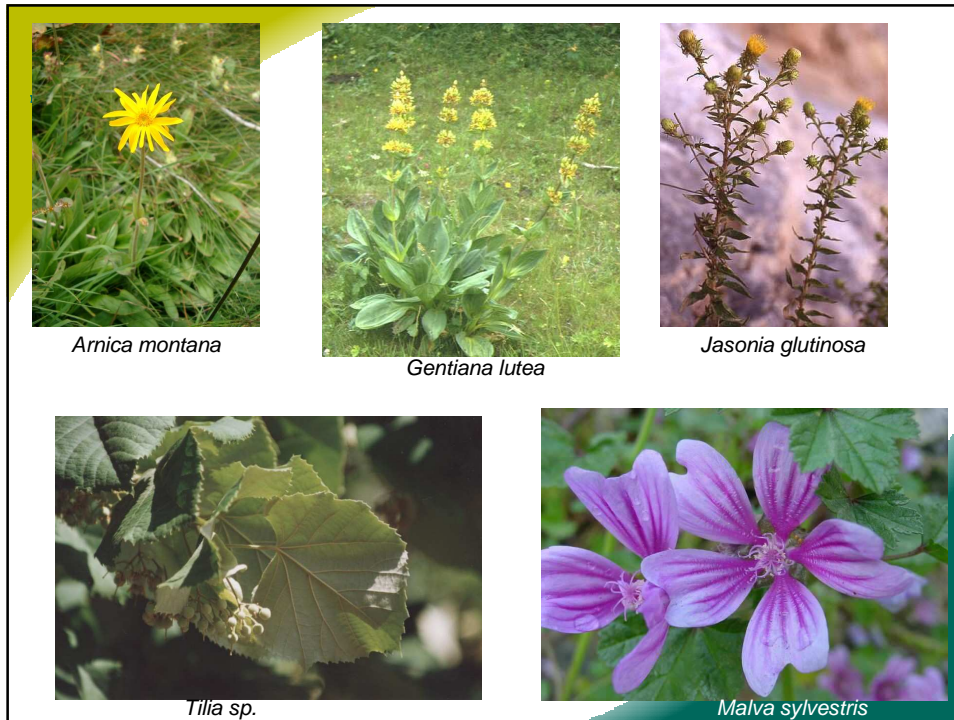 Arnica montana
Gentiana lutea
Jasonia glutinosa
Tilia sp.
Malva sylvestris